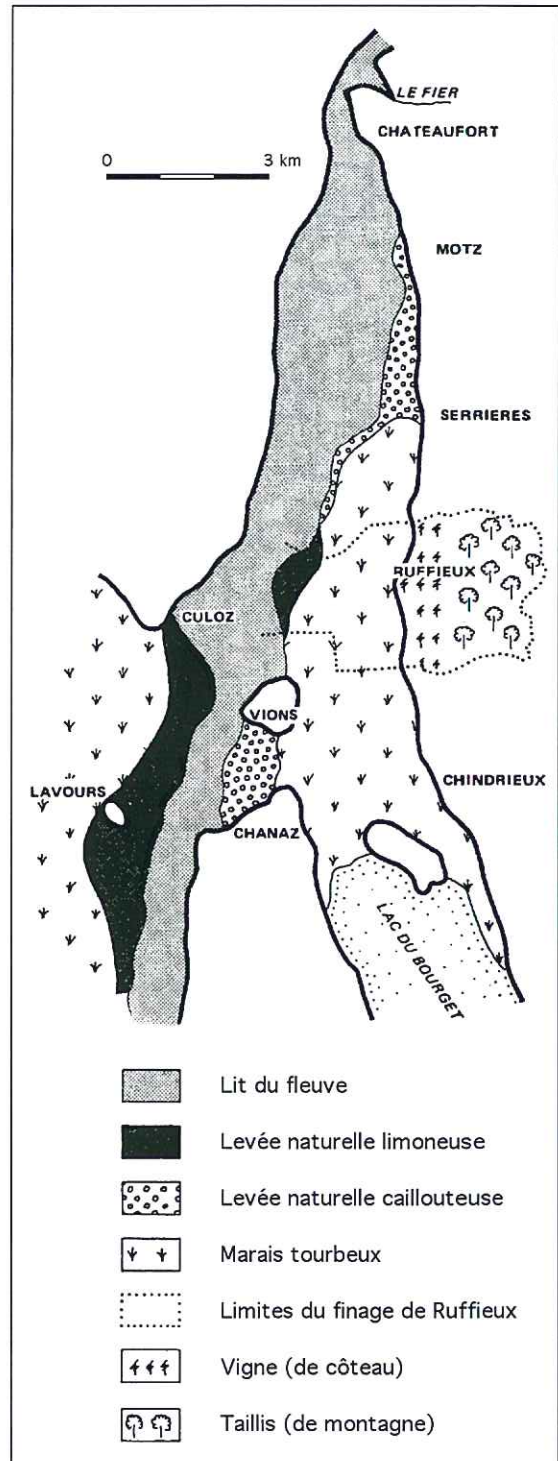 LE FIER
CHATEAUFORT
0 3 km
MOTZ
SERRIERES
RUFFIEUX
CULOZ
VIONS
LAVOURS
CHINDRIEUX
CHANAZ
LAC DU BOURGET
Lit du fleuve
Levée naturelle limoneuse
Levée naturelle caillouteuse
Marais tourbeux
Limites du finage de Ruffieux
Vigne (de côteau)
Taillis (de montagne)